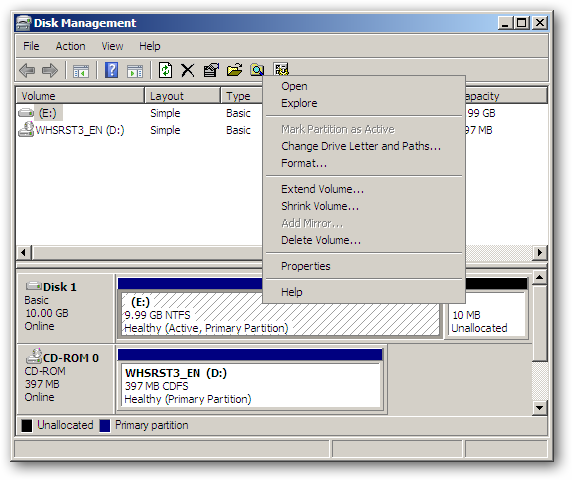 Disk Management
File Action View Help
Volume Layout Type apacity
(E:) Simple Basic 99 GB
WHSRST3_EN (D:) Simple Basic 97 MB
Open
Explore
Mark Partition as Active
Change Drive Letter and Paths...
Format...
Extend Volume...
Shrink Volume...
Add Mirror...
Delete Volume...
Properties
Help
Disk 1
Basic
10.00 GB
Online
(E:)
9.99 GB NTFS
Healthy (Active, Primary Partition)
10 MB
Unallocated
CD-ROM 0
CD-ROM
397 MB
Online
WHSRST3_EN (D:)
397 MB CDFS
Healthy (Primary Partition)
Unallocated Primary partition